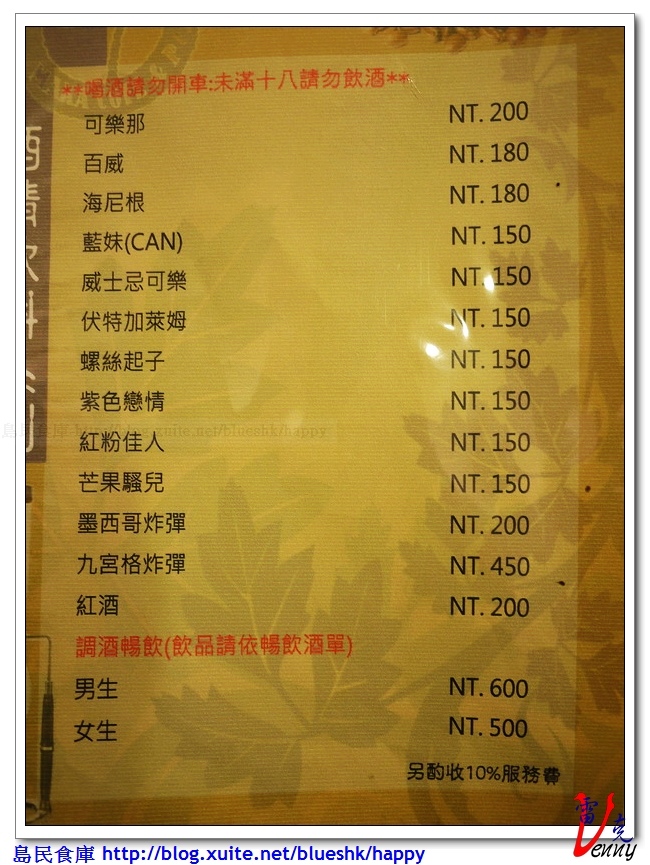 **喝酒請勿開車:未滿十八請勿飲酒**
可樂那 NT. 200
百威 NT. 180
海尼根 NT. 180
藍妹(CAN) NT. 150
威士忌可樂 NT. 150
伏特加萊姆 NT. 150
螺絲起子 NT. 150
紫色戀情 NT. 150
紅粉佳人 NT. 150
芒果騷兒 NT. 150
墨西哥炸彈 NT. 200
九宮格炸彈 NT. 450
紅酒 NT. 200
調酒暢飲(飲品請依暢飲酒單)
男生 NT. 600
女生 NT. 500
另酌收10%服務費
雷克
Venny
島民食庫 http://blog.xuite.net/blueshk/happy